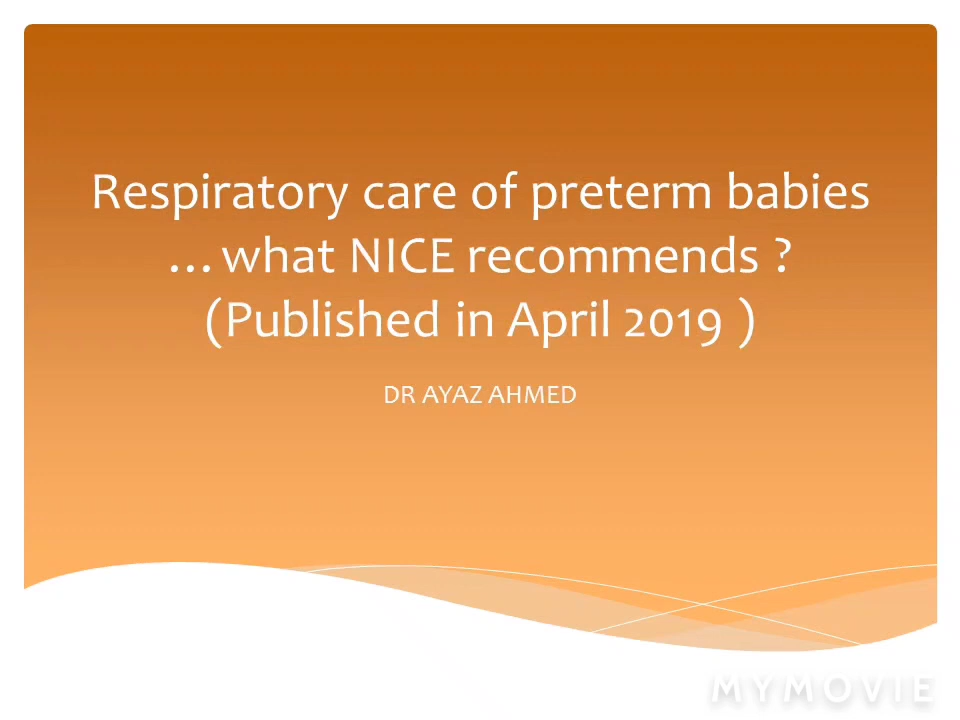 Respiratory care of preterm babies
…what NICE recommends ?
(Published in April 2019 )
DR AYAZ AHMED
MYMOVIE